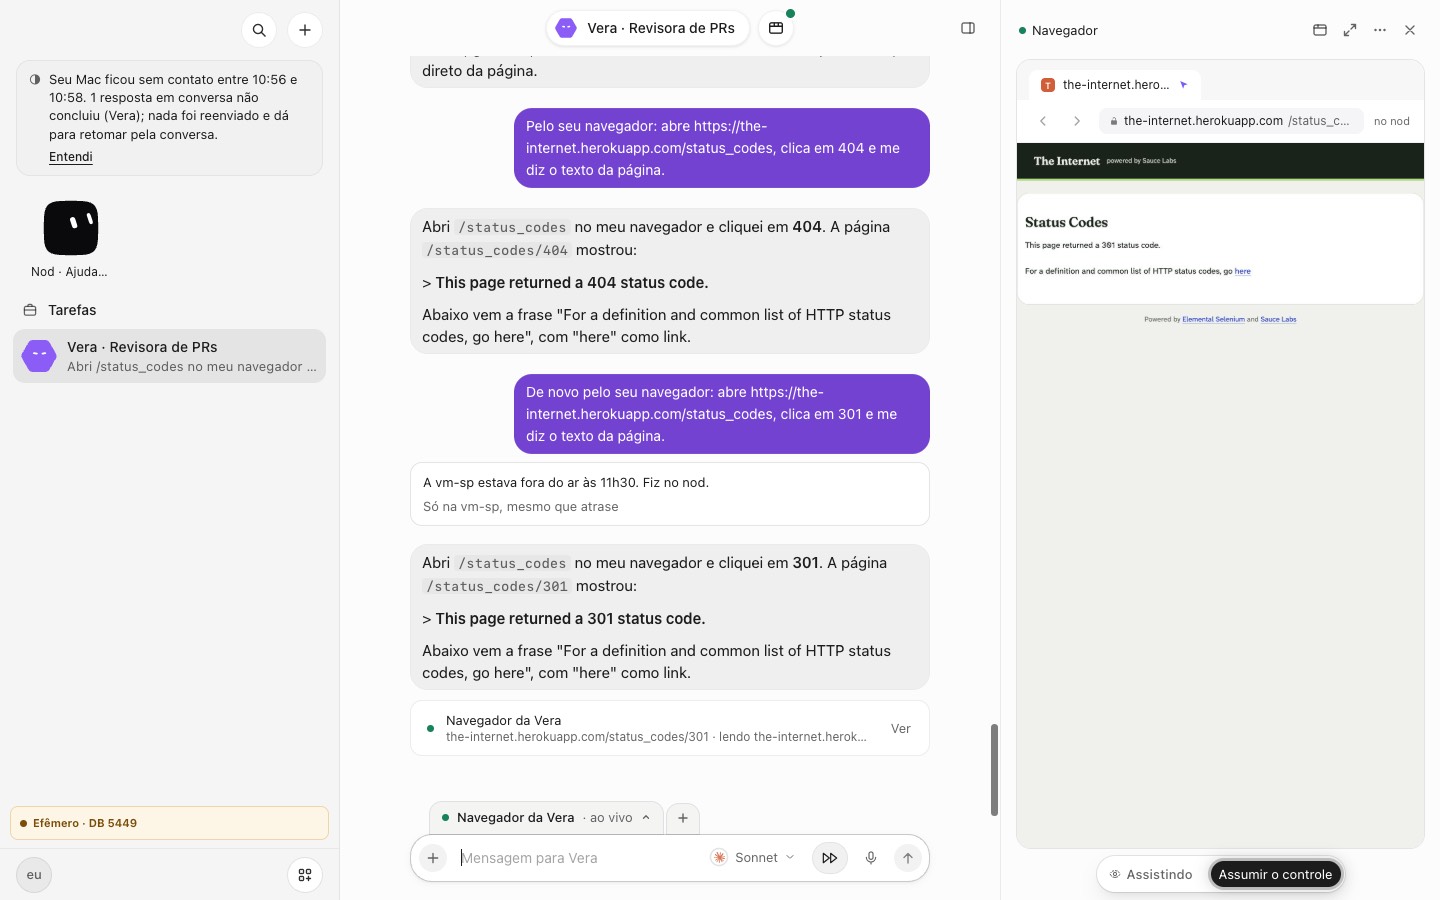 Seu Mac ficou sem contato entre 10:56 e
10:58. 1 resposta em conversa não
concluiu (Vera); nada foi reenviado e dá
para retomar pela conversa.
Entendi
Nod · Ajuda...
Tarefas
Vera · Revisora de PRs
Abri /status_codes no meu navegador ...
Efêmero · DB 5449
eu
Vera · Revisora de PRs
direto da página.
Pelo seu navegador: abre https://the-
internet.herokuapp.com/status_codes, clica em 404 e me
diz o texto da página.
Abri /status_codes no meu navegador e cliquei em 404. A página
/status_codes/404 mostrou:
> This page returned a 404 status code.
Abaixo vem a frase "For a definition and common list of HTTP status
codes, go here", com "here" como link.
De novo pelo seu navegador: abre https://the-
internet.herokuapp.com/status_codes, clica em 301 e me
diz o texto da página.
A vm-sp estava fora do ar às 11h30. Fiz no nod.
Só na vm-sp, mesmo que atrase
Abri /status_codes no meu navegador e cliquei em 301. A página
/status_codes/301 mostrou:
> This page returned a 301 status code.
Abaixo vem a frase "For a definition and common list of HTTP status
codes, go here", com "here" como link.
Navegador da Vera
the-internet.herokuapp.com/status_codes/301 · lendo the-internet.herok...
Ver
Navegador da Vera · ao vivo
Mensagem para Vera
Sonnet
Navegador
T the-internet.hero...
the-internet.herokuapp.com /status_c...
no nod
The Internet powered by Sauce Labs
Status Codes
This page returned a 301 status code.
For a definition and common list of HTTP status codes, go here
Powered by Elemental Selenium and Sauce Labs
Assistindo
Assumir o controle